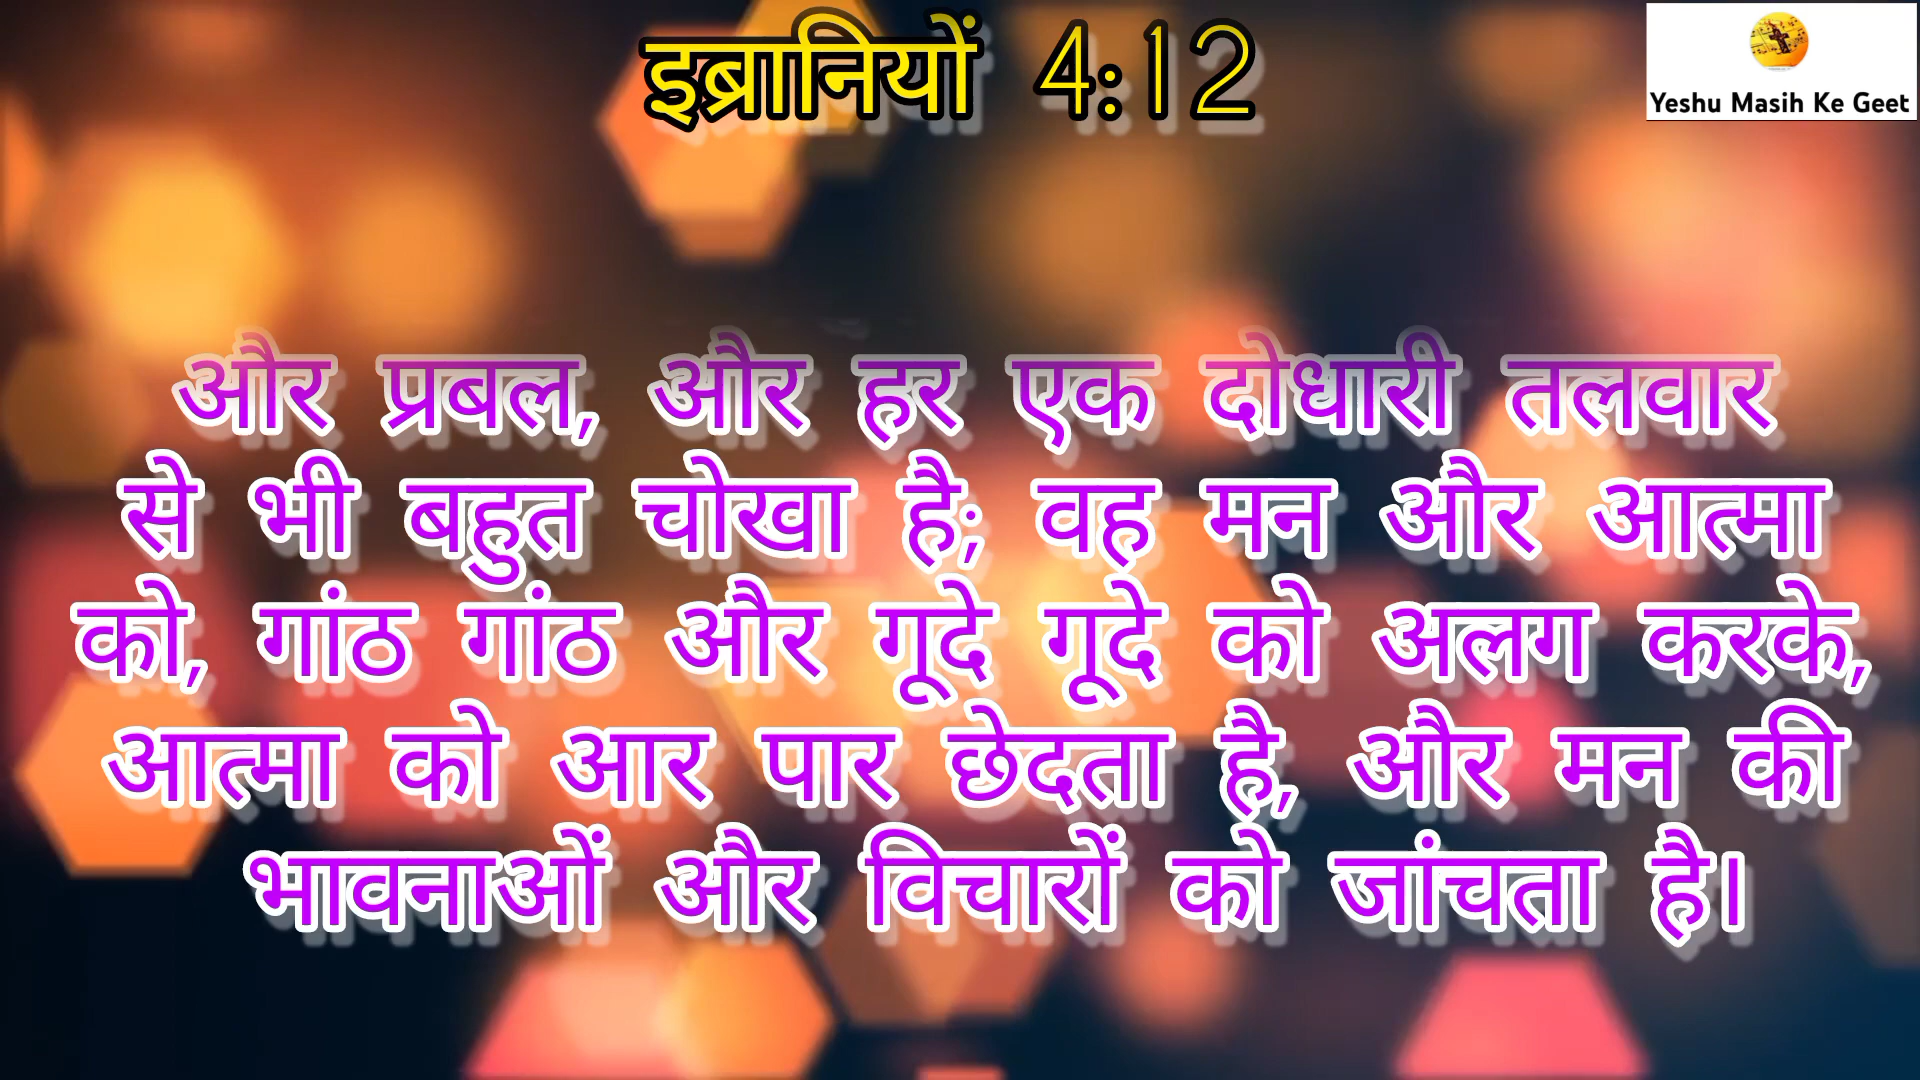 इब्रानियों 4:12
Yeshu Masih Ke Geet
और प्रबल, और हर एक दोधारी तलवार
से भी बहुत चोखा है; वह मन और आत्मा
को, गांठ गांठ और गूदे गूदे को अलग करके,
आत्मा को आर पार छेदता है, और मन की
भावनाओं और विचारों को जांचता है।